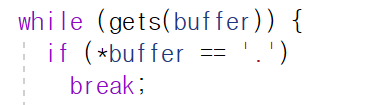 while (gets(buffer)) {
if (*buffer == '.')
break;